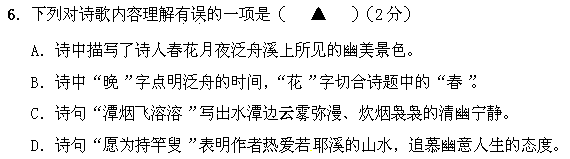 6. 下列对诗歌内容理解有误的一项是（ ▲ ）(2分)
A. 诗中描写了诗人春花月夜泛舟溪上所见的幽美景色。
B. 诗中“晚”字点明泛舟的时间，“花”字切合诗题中的“春”。
C. 诗句“潭烟飞溶溶”写出水潭边云雾弥漫、炊烟袅袅的清幽宁静。
D. 诗句“愿为持竿叟”表明作者热爱若耶溪的山水，追慕幽意人生的态度。